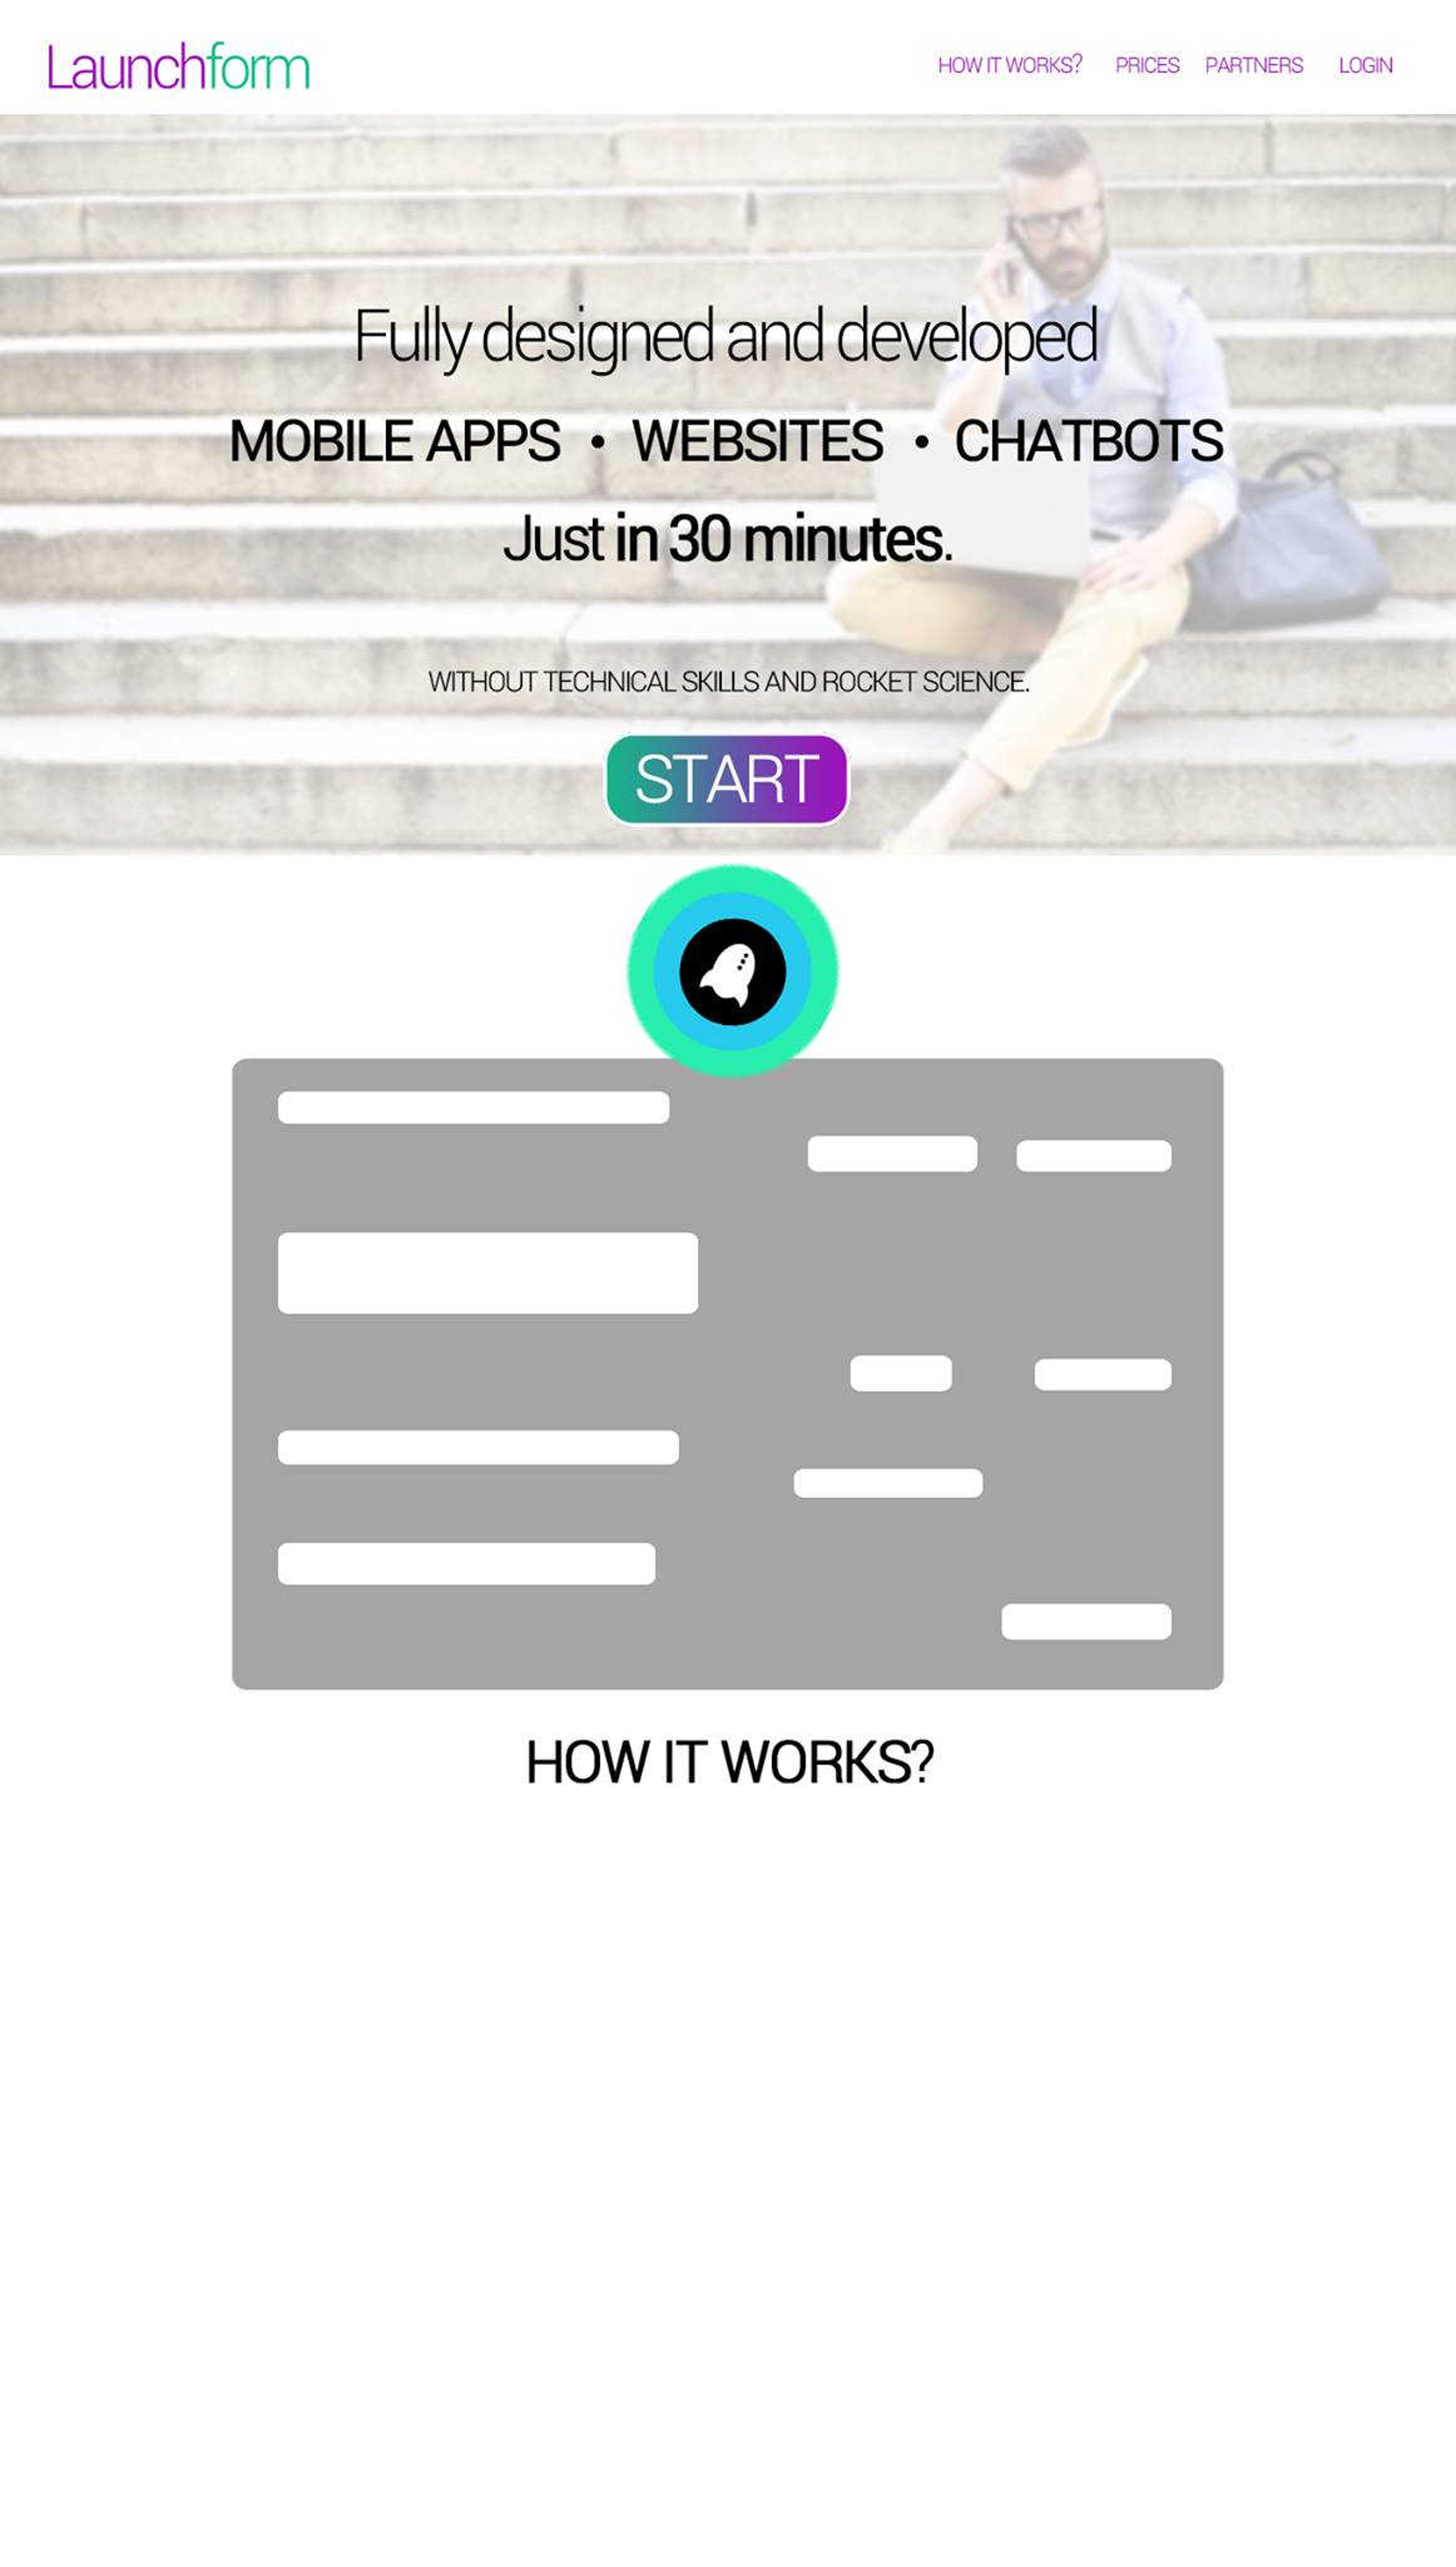 Launchform
HOW IT WORKS? PRICES PARTNERS LOGIN
Fully designed and developed
MOBILE APPS • WEBSITES • CHATBOTS
Just in 30 minutes.
WITHOUT TECHNICAL SKILLS AND ROCKET SCIENCE.
START
HOW IT WORKS?